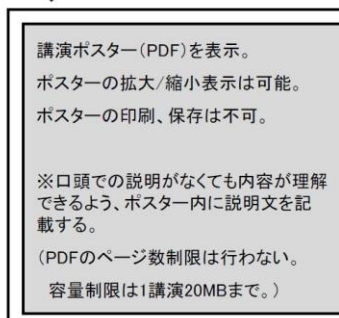 講演ポスター(PDF)を表示。
ポスターの拡大/縮小表示は可能。
ポスターの印刷、保存は不可。
※口頭での説明がなくても内容が理解
できるよう、ポスター内に説明文を記
載する。
(PDFのページ数制限は行わない。
容量制限は1講演20MBまで。)